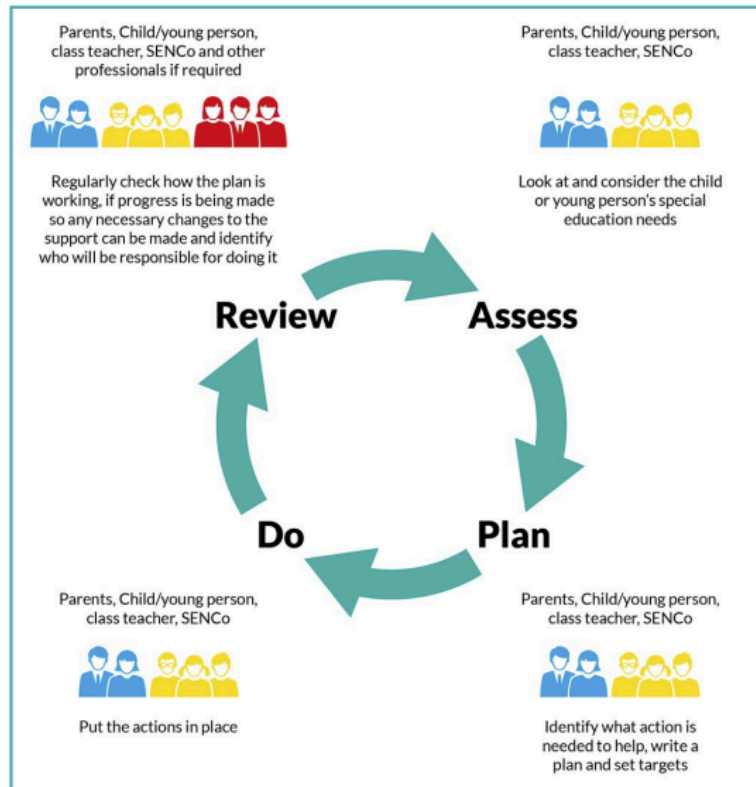 Parents, Child/young person,
class teacher, SENCo and other
professionals if required
Regularly check how the plan is
working, if progress is being made
so any necessary changes to the
support can be made and identify
who will be responsible for doing it
Parents, Child/young person,
class teacher, SENCo
Look at and consider the child
or young person's special
education needs
Review
Assess
Do
Plan
Parents, Child/young person,
class teacher, SENCo
Put the actions in place
Parents, Child/young person,
class teacher, SENCo
Identify what action is
needed to help, write a
plan and set targets